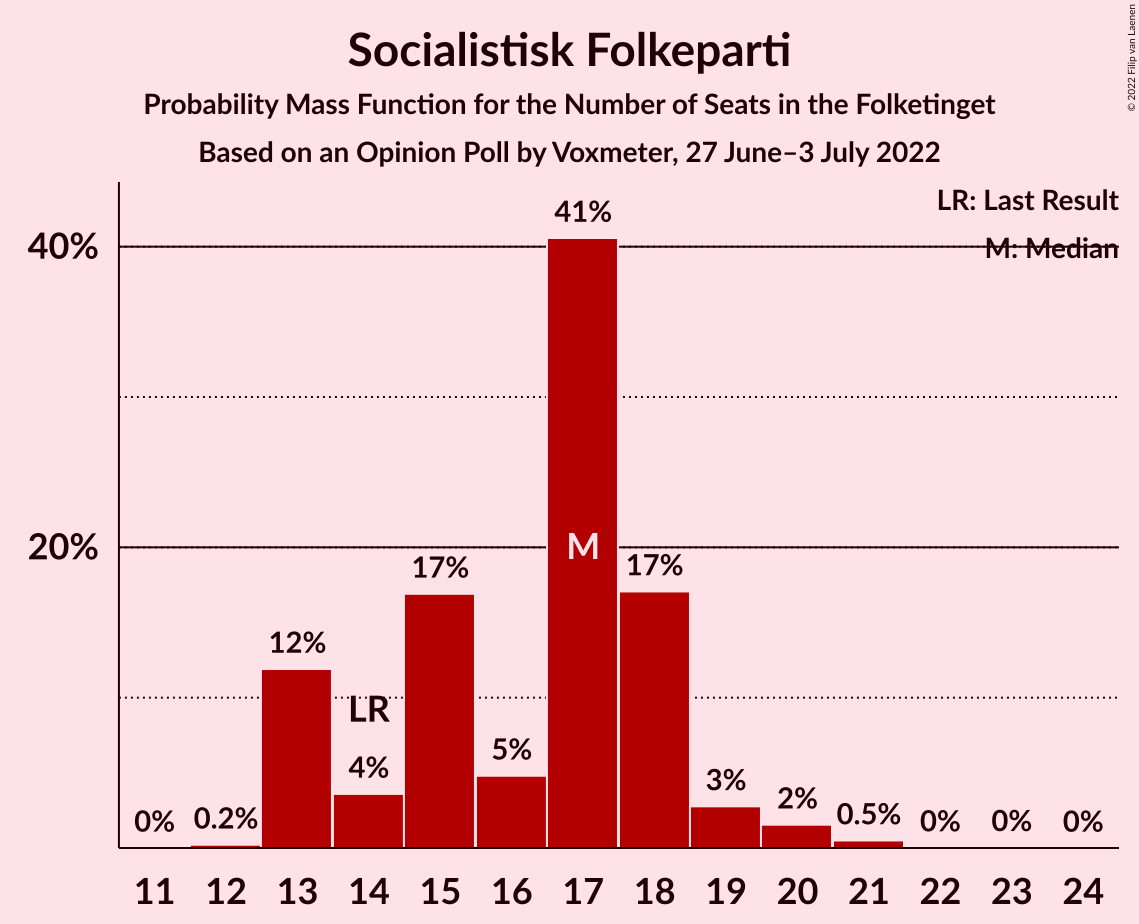 Socialistisk Folkeparti
Probability Mass Function for the Number of Seats in the Folketinget
Based on an Opinion Poll by Voxmeter, 27 June–3 July 2022
© 2022 Filip van Laenen
LR: Last Result
M: Median
40%
20%
0%
0.2%
12%
LR
4%
17%
5%
41%
M
17%
3%
2%
0.5%
0%
0%
0%
11 12 13 14 15 16 17 18 19 20 21 22 23 24